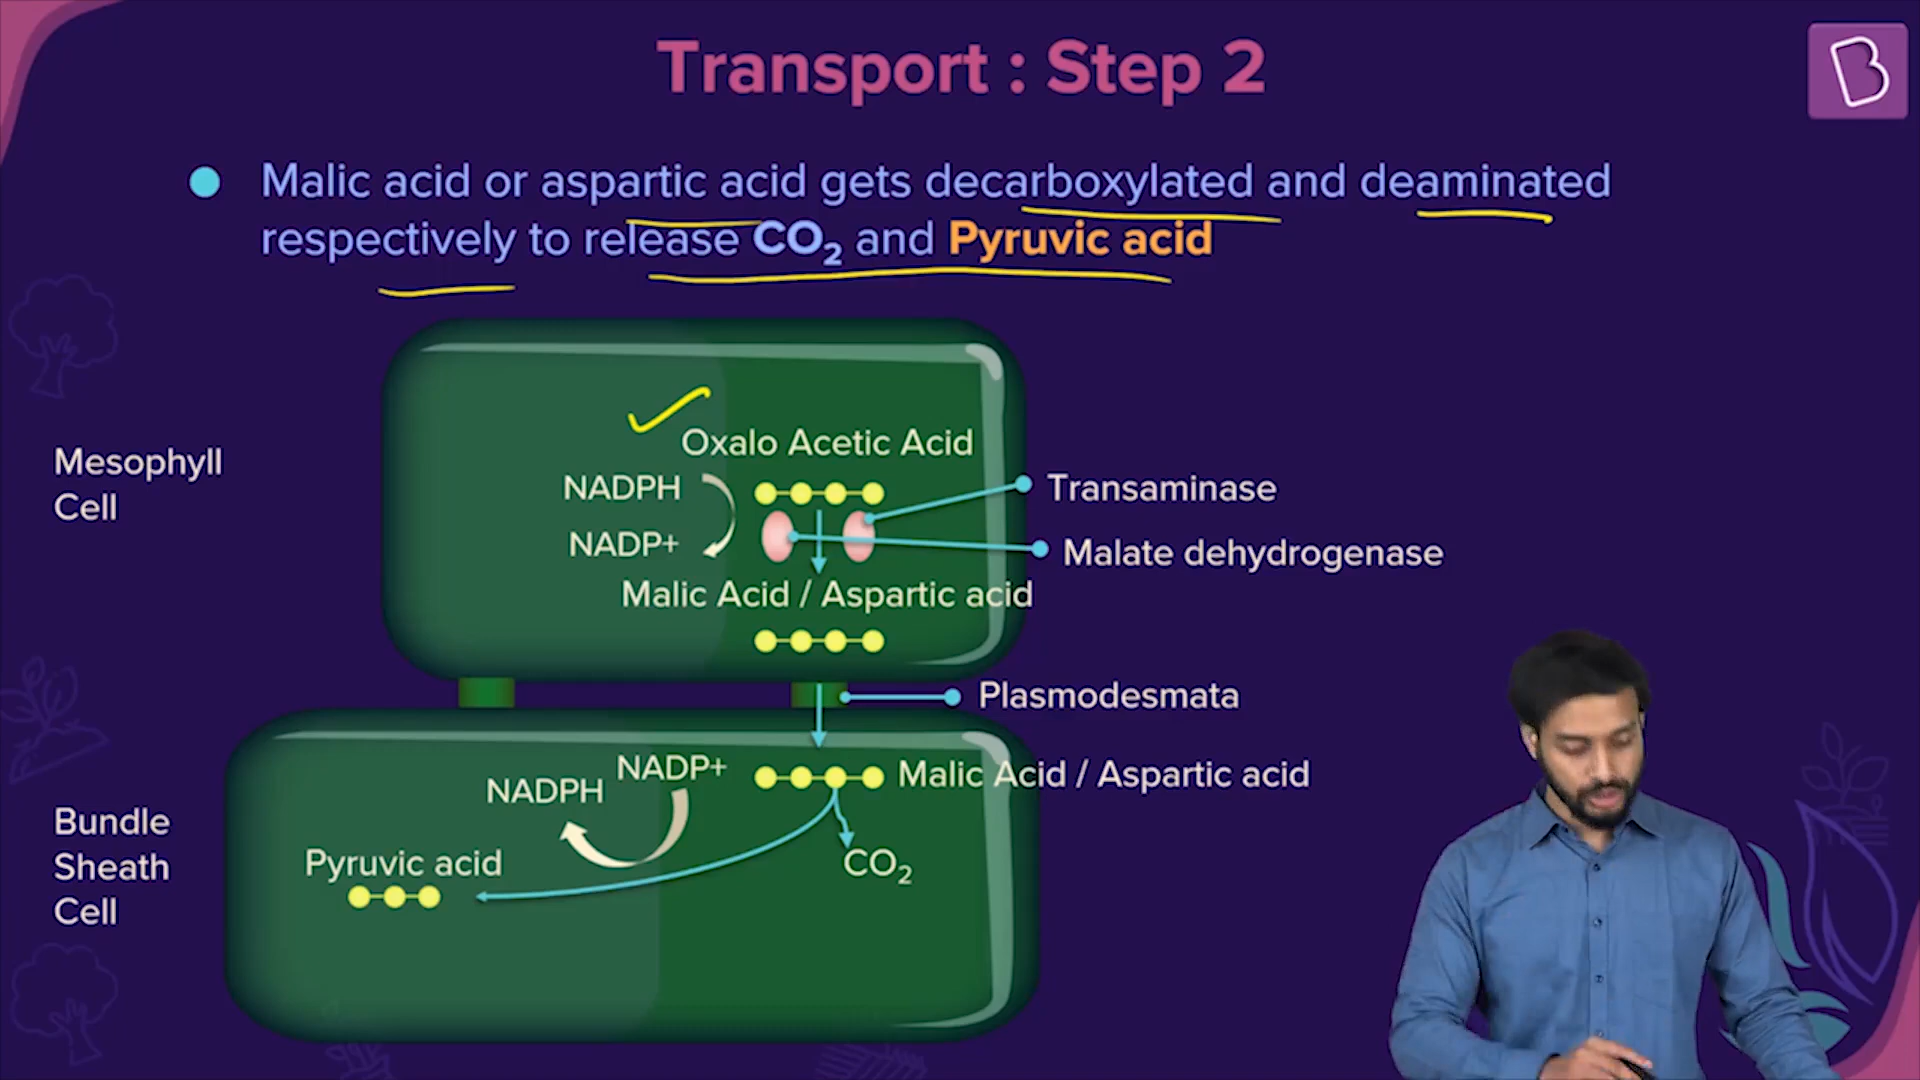 Transport : Step 2
B
Malic acid or aspartic acid gets decarboxylated and deaminated
respectively to release CO₂ and Pyruvic acid
Mesophyll
Cell
Oxalo Acetic Acid
NADPH
NADP+
Transaminase
Malate dehydrogenase
Malic Acid / Aspartic acid
Plasmodesmata
Bundle
Sheath
Cell
NADPH
NADP+
Malic Acid / Aspartic acid
Pyruvic acid
CO₂